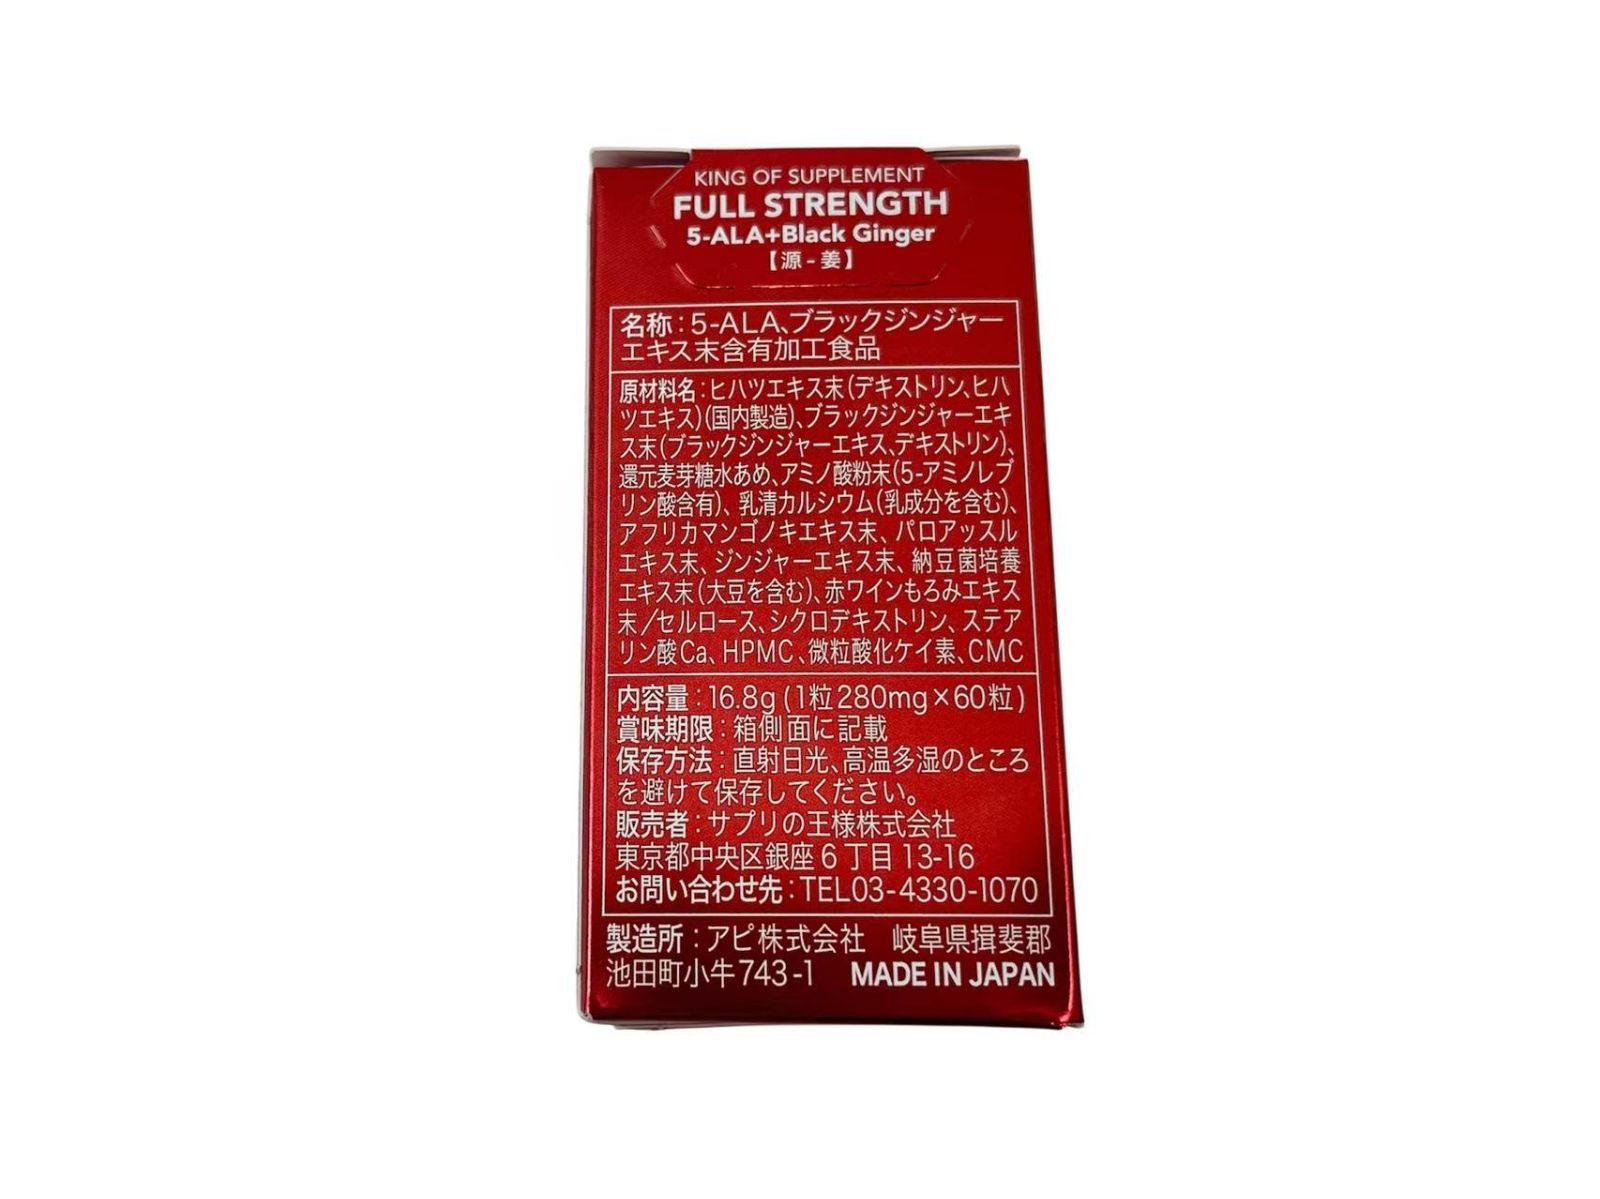 KING OF SUPPLEMENT
FULL STRENGTH
5-ALA+Black Ginger
【源-姜】
名称：5-ALA、ブラックジンジャー
エキス末含有加工食品
原材料名：ヒハツエキス末（デキストリン、ヒハ
ツエキス）（国内製造）、ブラックジンジャーエキ
ス末（ブラックジンジャーエキス、デキストリン）、
還元麦芽糖水あめ、アミノ酸粉末（5-アミノレブ
リン酸含有）、乳清カルシウム（乳成分を含む）、
アフリカマンゴノキエキス末、パロアッスル
エキス末、ジンジャーエキス末、納豆菌培養
エキス末（大豆を含む）、赤ワインもろみエキス
末/セルロース、シクロデキストリン、ステア
リン酸Ca、HPMC、微粒酸化ケイ素、CMC
内容量：16.8g（1粒280mg×60粒）
賞味期限：箱側面に記載
保存方法：直射日光、高温多湿のところ
を避けて保存してください。
販売者：サプリの王様株式会社
東京都中央区銀座6丁目13-16
お問い合わせ先：TEL03-4330-1070
製造所：アピ株式会社 岐阜県揖斐郡
池田町小牛743-1 MADE IN JAPAN